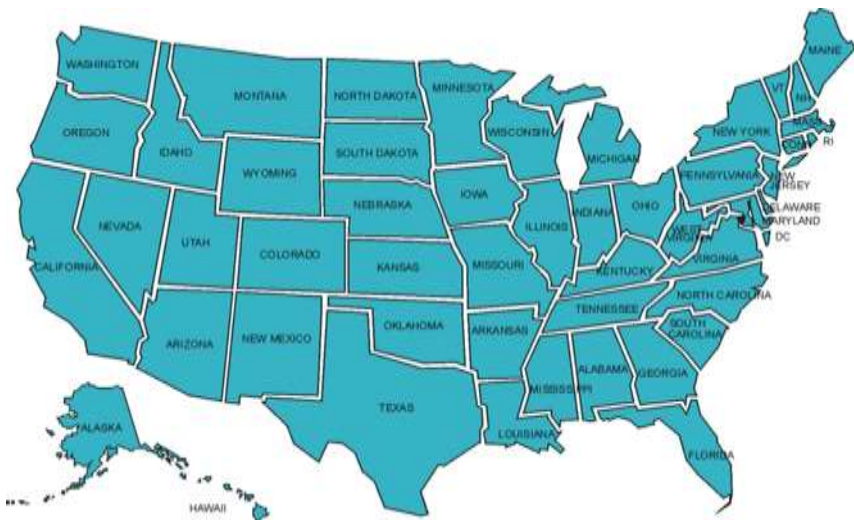 MAINE
WASHINGTON
MONTANA
NORTH DAKOTA
MINNESOTA
VT
NH
OREGON
IDAHO
WISCONSIN
NEW YORK
MASS
RI
CONN
SOUTH DAKOTA
MICHIGAN
WYOMING
PENNSYLVANIA
NEW
JERSEY
IOWA
NEBRASKA
OHIO
DELAWARE
NEVADA
UTAH
ILLINOIS
INDIANA
MARYLAND
WEST
VIRGINIA
DC
COLORADO
CALIFORNIA
KANSAS
MISSOURI
KENTUCKY
VIRGINIA
NORTH CAROLINA
TENNESSEE
OKLAHOMA
ARKANSAS
SOUTH
CAROLINA
ARIZONA
NEW MEXICO
ALABAMA
GEORGIA
MISSISSIPPI
TEXAS
ALASKA
LOUISIANA
FLORIDA
HAWAII